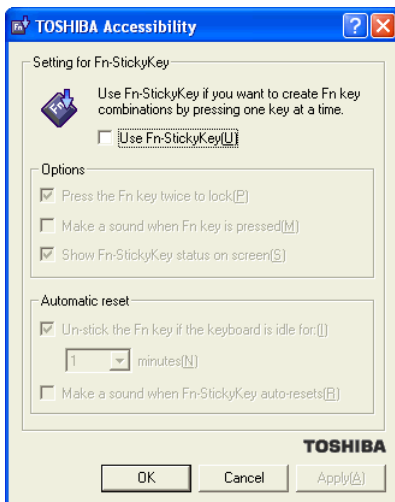 TOSHIBA Accessibility
Setting for Fn-StickyKey
Use Fn-StickyKey if you want to create Fn key
combinations by pressing one key at a time.
Use Fn-StickyKey(U)
Options
Press the Fn key twice to lock(P)
Make a sound when Fn key is pressed(M)
Show Fn-StickyKey status on screen(S)
Automatic reset
Un-stick the Fn key if the keyboard is idle for:(I)
1 minutes(N)
Make a sound when Fn-StickyKey auto-resets(R)
TOSHIBA
OK Cancel Apply(A)